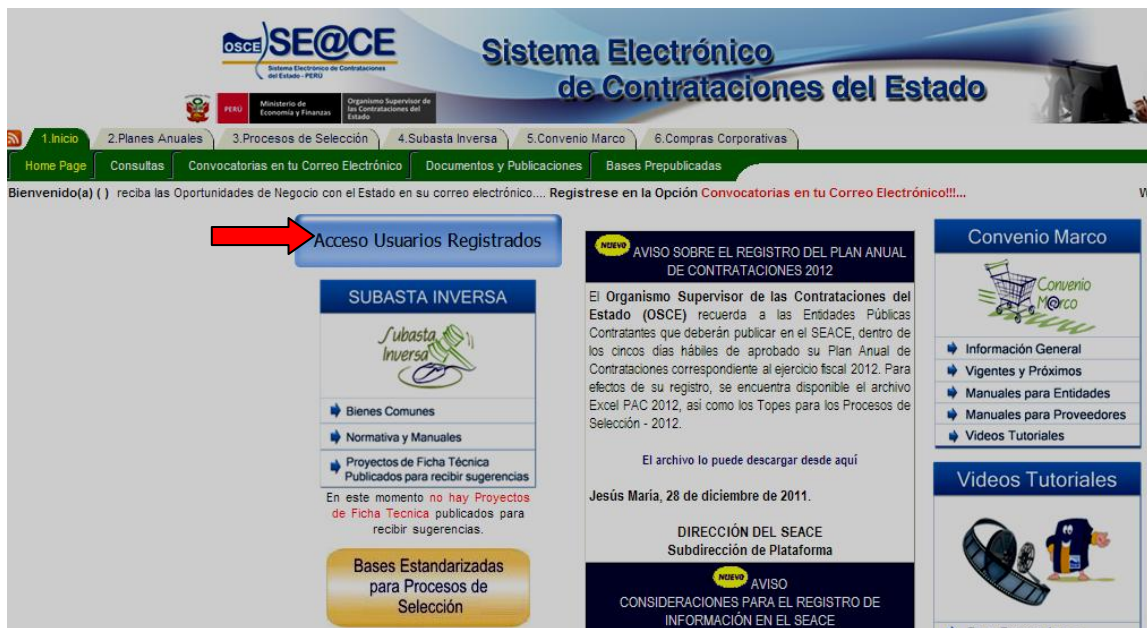 OSCE SE@CE
Sistema Electrónico de Contrataciones
del Estado - PERÚ
PERÚ
Ministerio de
Economía y Finanzas
Organismo Supervisor de
las Contrataciones del
Estado
Sistema Electrónico
de Contrataciones del Estado
1.Inicio 2.Planes Anuales 3.Procesos de Selección 4.Subasta Inversa 5.Convenio Marco 6.Compras Corporativas
Home Page Consultas Convocatorias en tu Correo Electrónico Documentos y Publicaciones Bases Prepublicadas
Bienvenido(a) ( ) reciba las Oportunidades de Negocio con el Estado en su correo electrónico.... Registrese en la Opción Convocatorias en tu Correo Electrónico!!!... W
Acceso Usuarios Registrados
SUBASTA INVERSA
Subasta
Inversa
Bienes Comunes
Normativa y Manuales
Proyectos de Ficha Técnica
Publicados para recibir sugerencias
En este momento no hay Proyectos
de Ficha Tecnica publicados para
recibir sugerencias.
Bases Estandarizadas
para Procesos de
Selección
NUEVO AVISO SOBRE EL REGISTRO DEL PLAN ANUAL
DE CONTRATACIONES 2012
El Organismo Supervisor de las Contrataciones del
Estado (OSCE) recuerda a las Entidades Públicas
Contratantes que deberán publicar en el SEACE, dentro de
los cincos días hábiles de aprobado su Plan Anual de
Contrataciones correspondiente al ejercicio fiscal 2012. Para
efectos de su registro, se encuentra disponible el archivo
Excel PAC 2012, así como los Topes para los Procesos de
Selección - 2012.
El archivo lo puede descargar desde aquí
Jesús María, 28 de diciembre de 2011.
DIRECCIÓN DEL SEACE
Subdirección de Plataforma
NUEVO AVISO
CONSIDERACIONES PARA EL REGISTRO DE
INFORMACIÓN EN EL SEACE
Convenio Marco
Convenio
M@rco
Información General
Vigentes y Próximos
Manuales para Entidades
Manuales para Proveedores
Videos Tutoriales
Videos Tutoriales